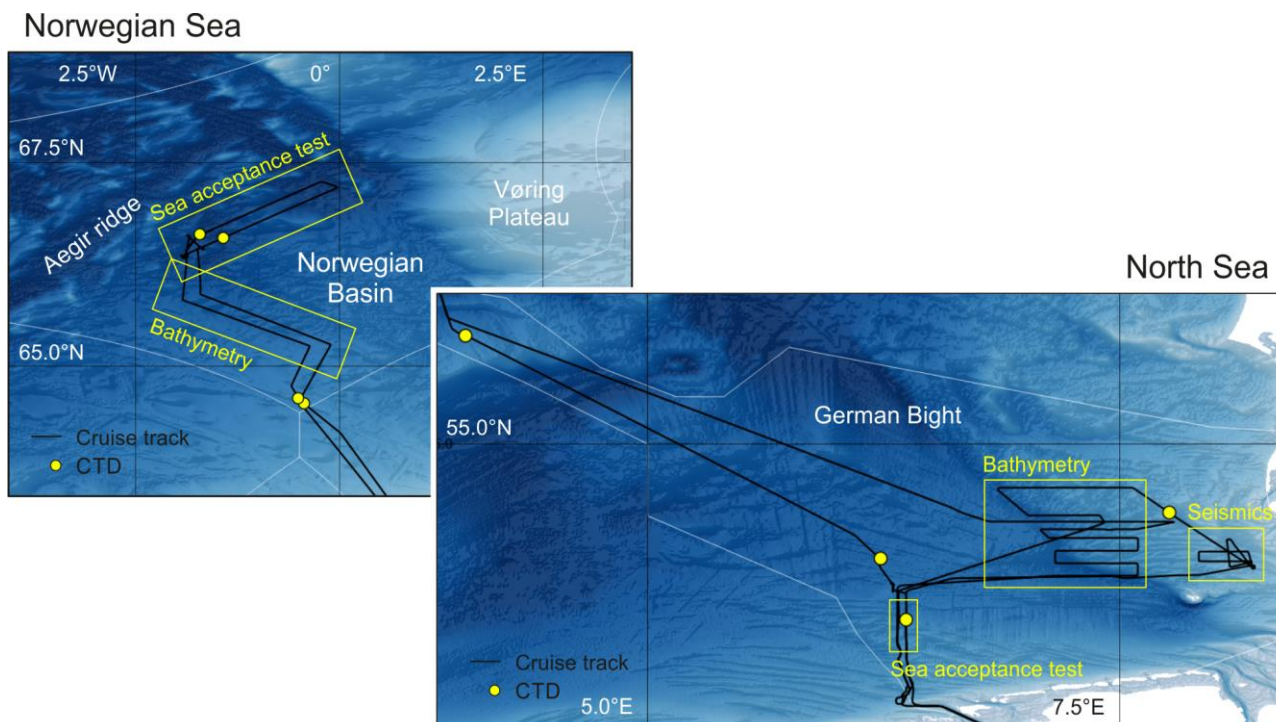 Norwegian Sea
2.5°W
0°
2.5°E
67.5°N
Sea acceptance test
Vøring
Plateau
Aegir ridge
Norwegian
Basin
Bathymetry
65.0°N
Cruise track
CTD
North Sea
German Bight
55.0°N
Bathymetry
Seismics
Sea acceptance test
Cruise track
CTD
5.0°E
7.5°E